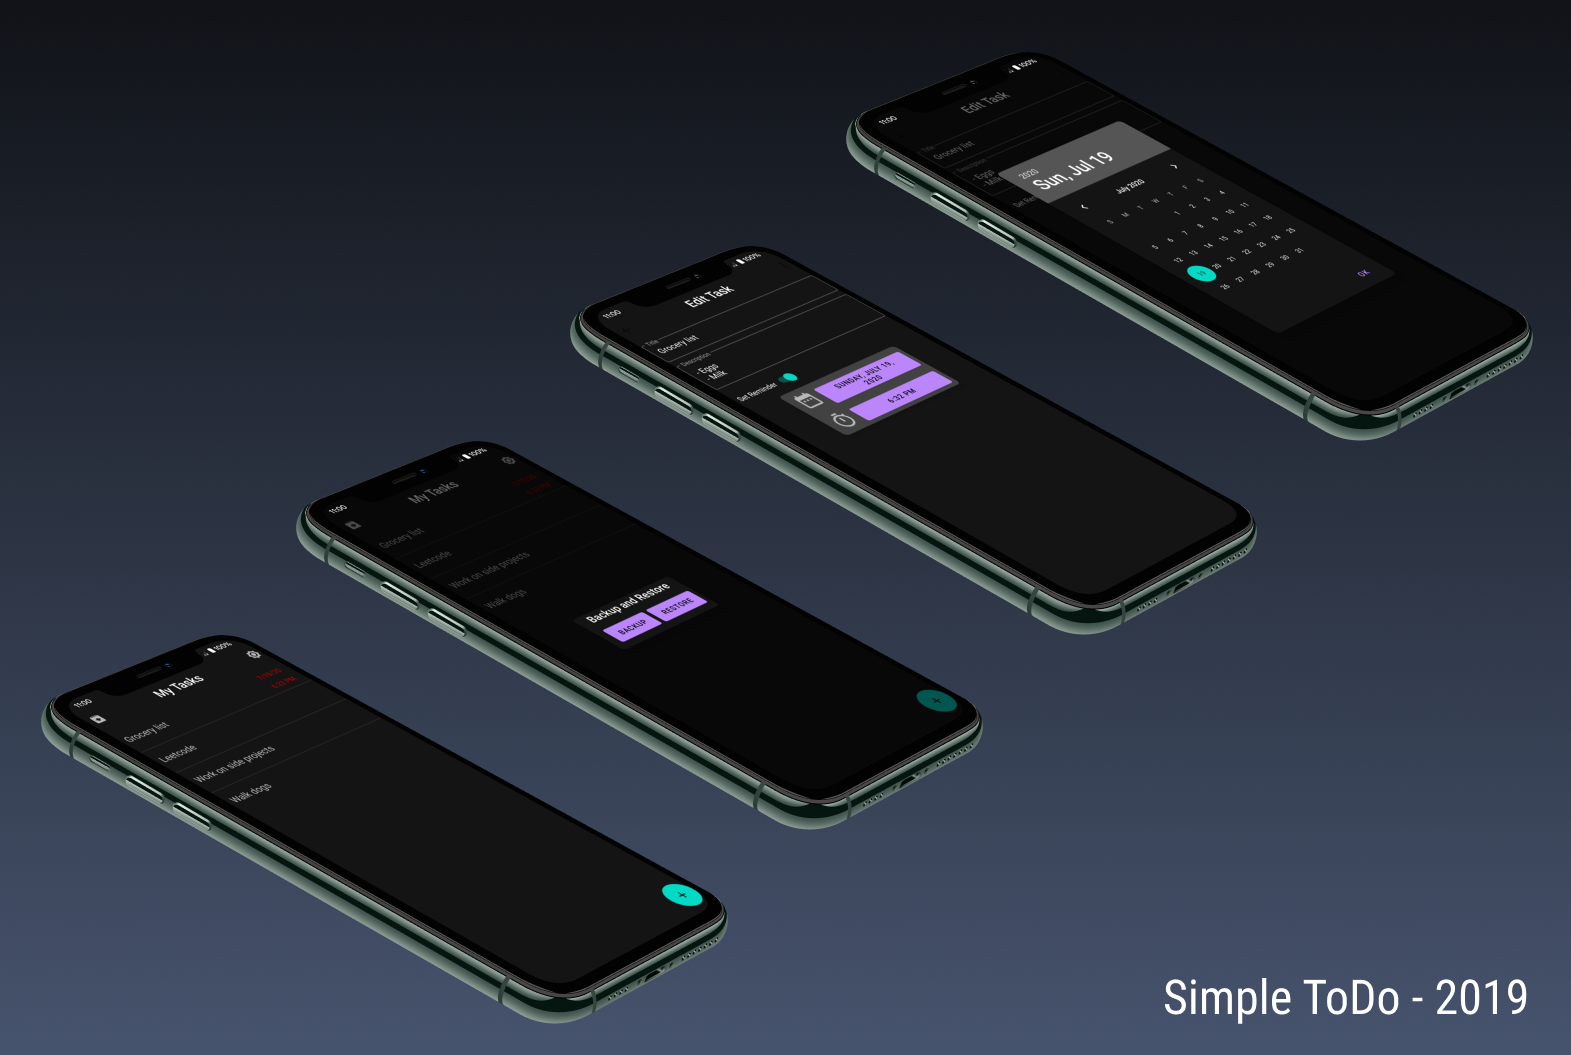 11:00
100%
My Tasks
Grocery list
7/19/20
6:32 PM
Leetcode
Work on side projects
Walk dogs
+
11:00
100%
My Tasks
Grocery list
Leetcode
Work on side projects
Walk dogs
Backup and Restore
BACKUP RESTORE
+
11:00
100%
Edit Task
Title
Grocery list
Description
- Eggs
- Milk
Set Reminder
SUNDAY, JULY 19,
2020
6:32 PM
11:00
100%
Edit Task
Title
Grocery list
Description
- Eggs
- Milk
2020
Sun, Jul 19
July 2020
S M T W T F S
1 2 3 4
5 6 7 8 9 10 11
12 13 14 15 16 17 18
19 20 21 22 23 24 25
26 27 28 29 30 31
OK
Simple ToDo - 2019